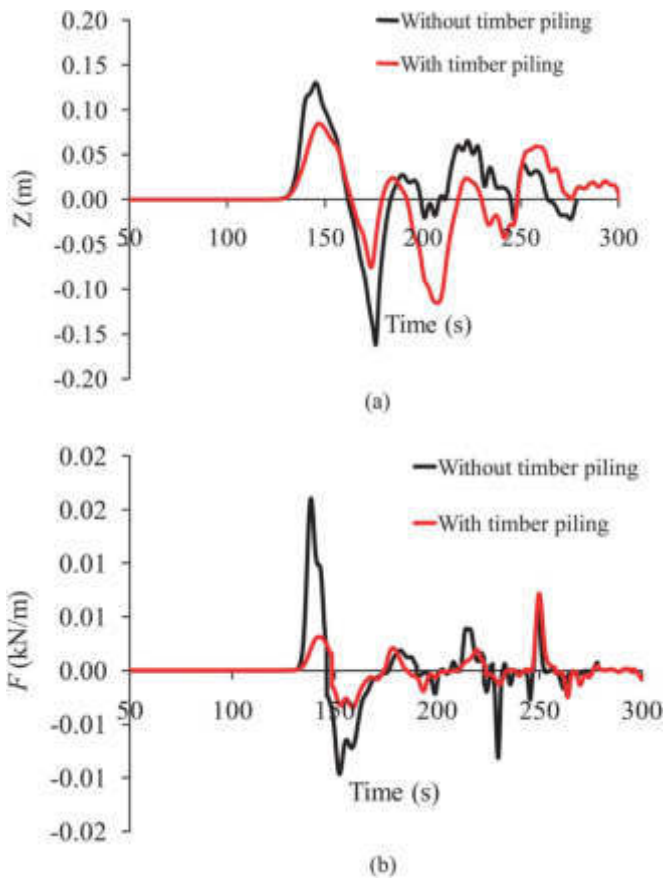 0.20
Without timber piling
0.15
With timber piling
0.10
0.05
Z (m)
0.00
50 100 150 200 250 300
-0.05
-0.10
-0.15
Time (s)
-0.20
(a)
0.02
Without timber piling
0.02
With timber piling
0.01
0.01
F (kN/m)
0.00
50 100 150 200 250 300
-0.01
-0.01
Time (s)
-0.02
(b)